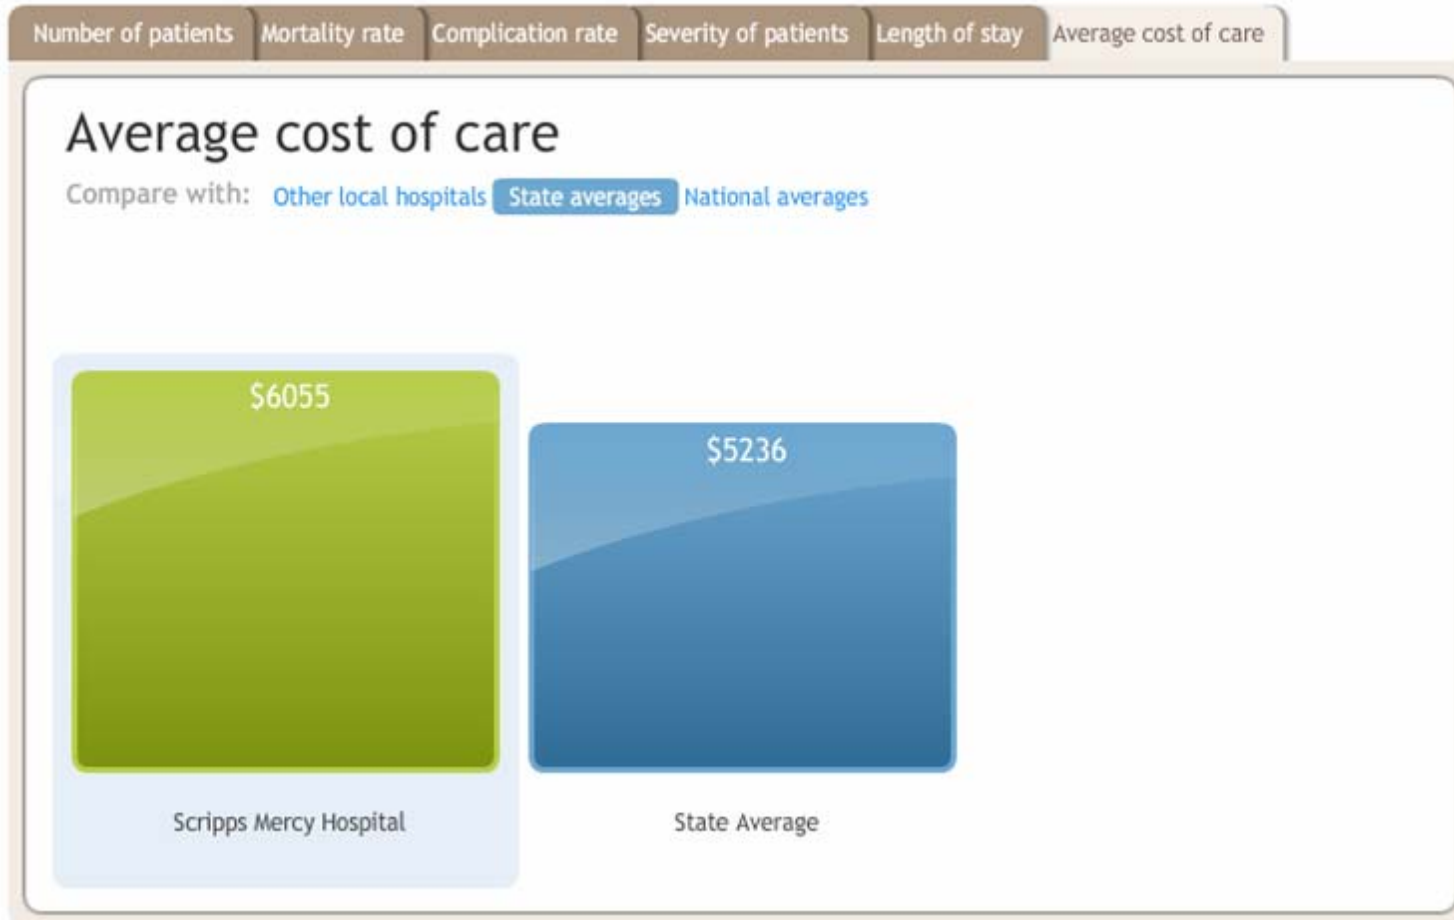 Number of patients Mortality rate Complication rate Severity of patients Length of stay Average cost of care
Average cost of care
Compare with: Other local hospitals State averages National averages
$6055
$5236
Scripps Mercy Hospital State Average